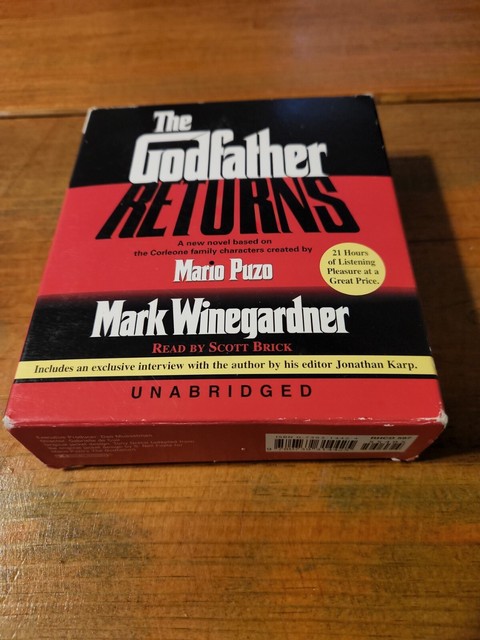 The
Godfather
RETURNS
A new novel based on
the Corleone family characters created by
Mario Puzo
21 Hours
of Listening
Pleasure at a
Great Price.
Mark Winegardner
READ BY SCOTT BRICK
Includes an exclusive interview with the author by his editor Jonathan Karp.
UNABRIDGED